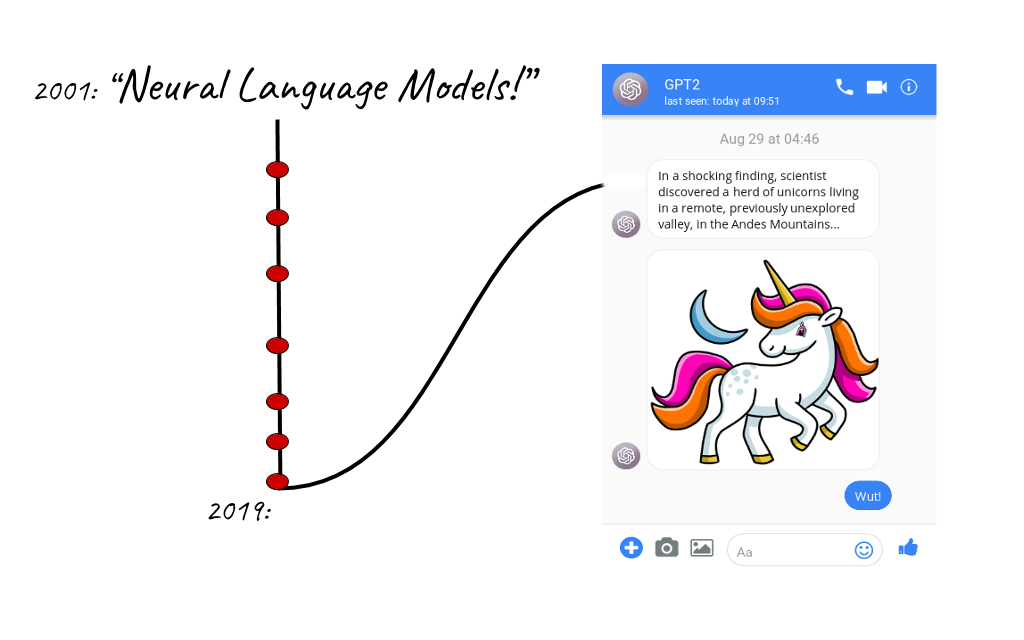 2001: “Neural Language Models!”
2019:
GPT2
last seen: today at 09:51
Aug 29 at 04:46
In a shocking finding, scientist
discovered a herd of unicorns living
in a remote, previously unexplored
valley, in the Andes Mountains...
Wut!
Aa